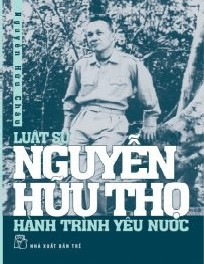 Nguyễn Hữu Châu
LUẬT SƯ
NGUYỄN
HỮU THỌ
HÀNH TRÌNH YÊU NƯỚC
NHÀ XUẤT BẢN TRẺ